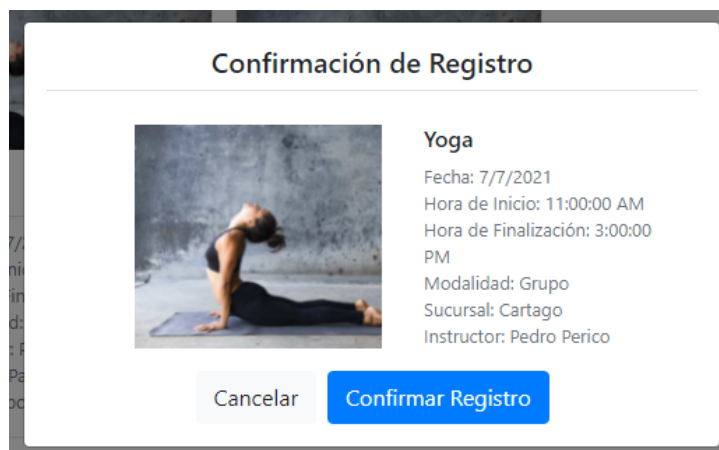 Confirmación de Registro
Yoga
Fecha: 7/7/2021
Hora de Inicio: 11:00:00 AM
Hora de Finalización: 3:00:00
PM
Modalidad: Grupo
Sucursal: Cartago
Instructor: Pedro Perico
Cancelar
Confirmar Registro